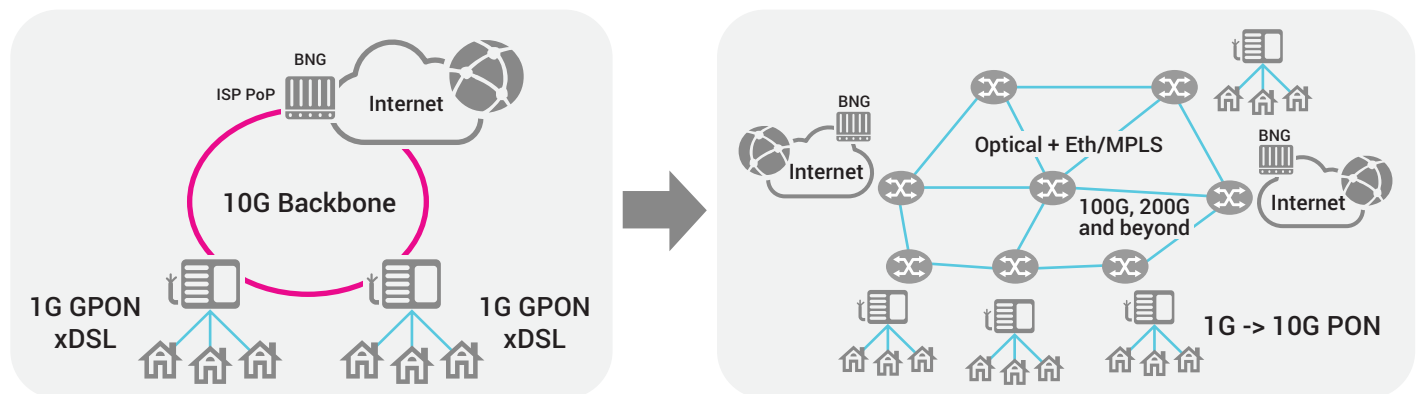 BNG
ISP PoP
Internet
10G Backbone
1G GPON
xDSL
1G GPON
xDSL
BNG
Internet
Optical + Eth/MPLS
BNG
Internet
100G, 200G
and beyond
1G -> 10G PON